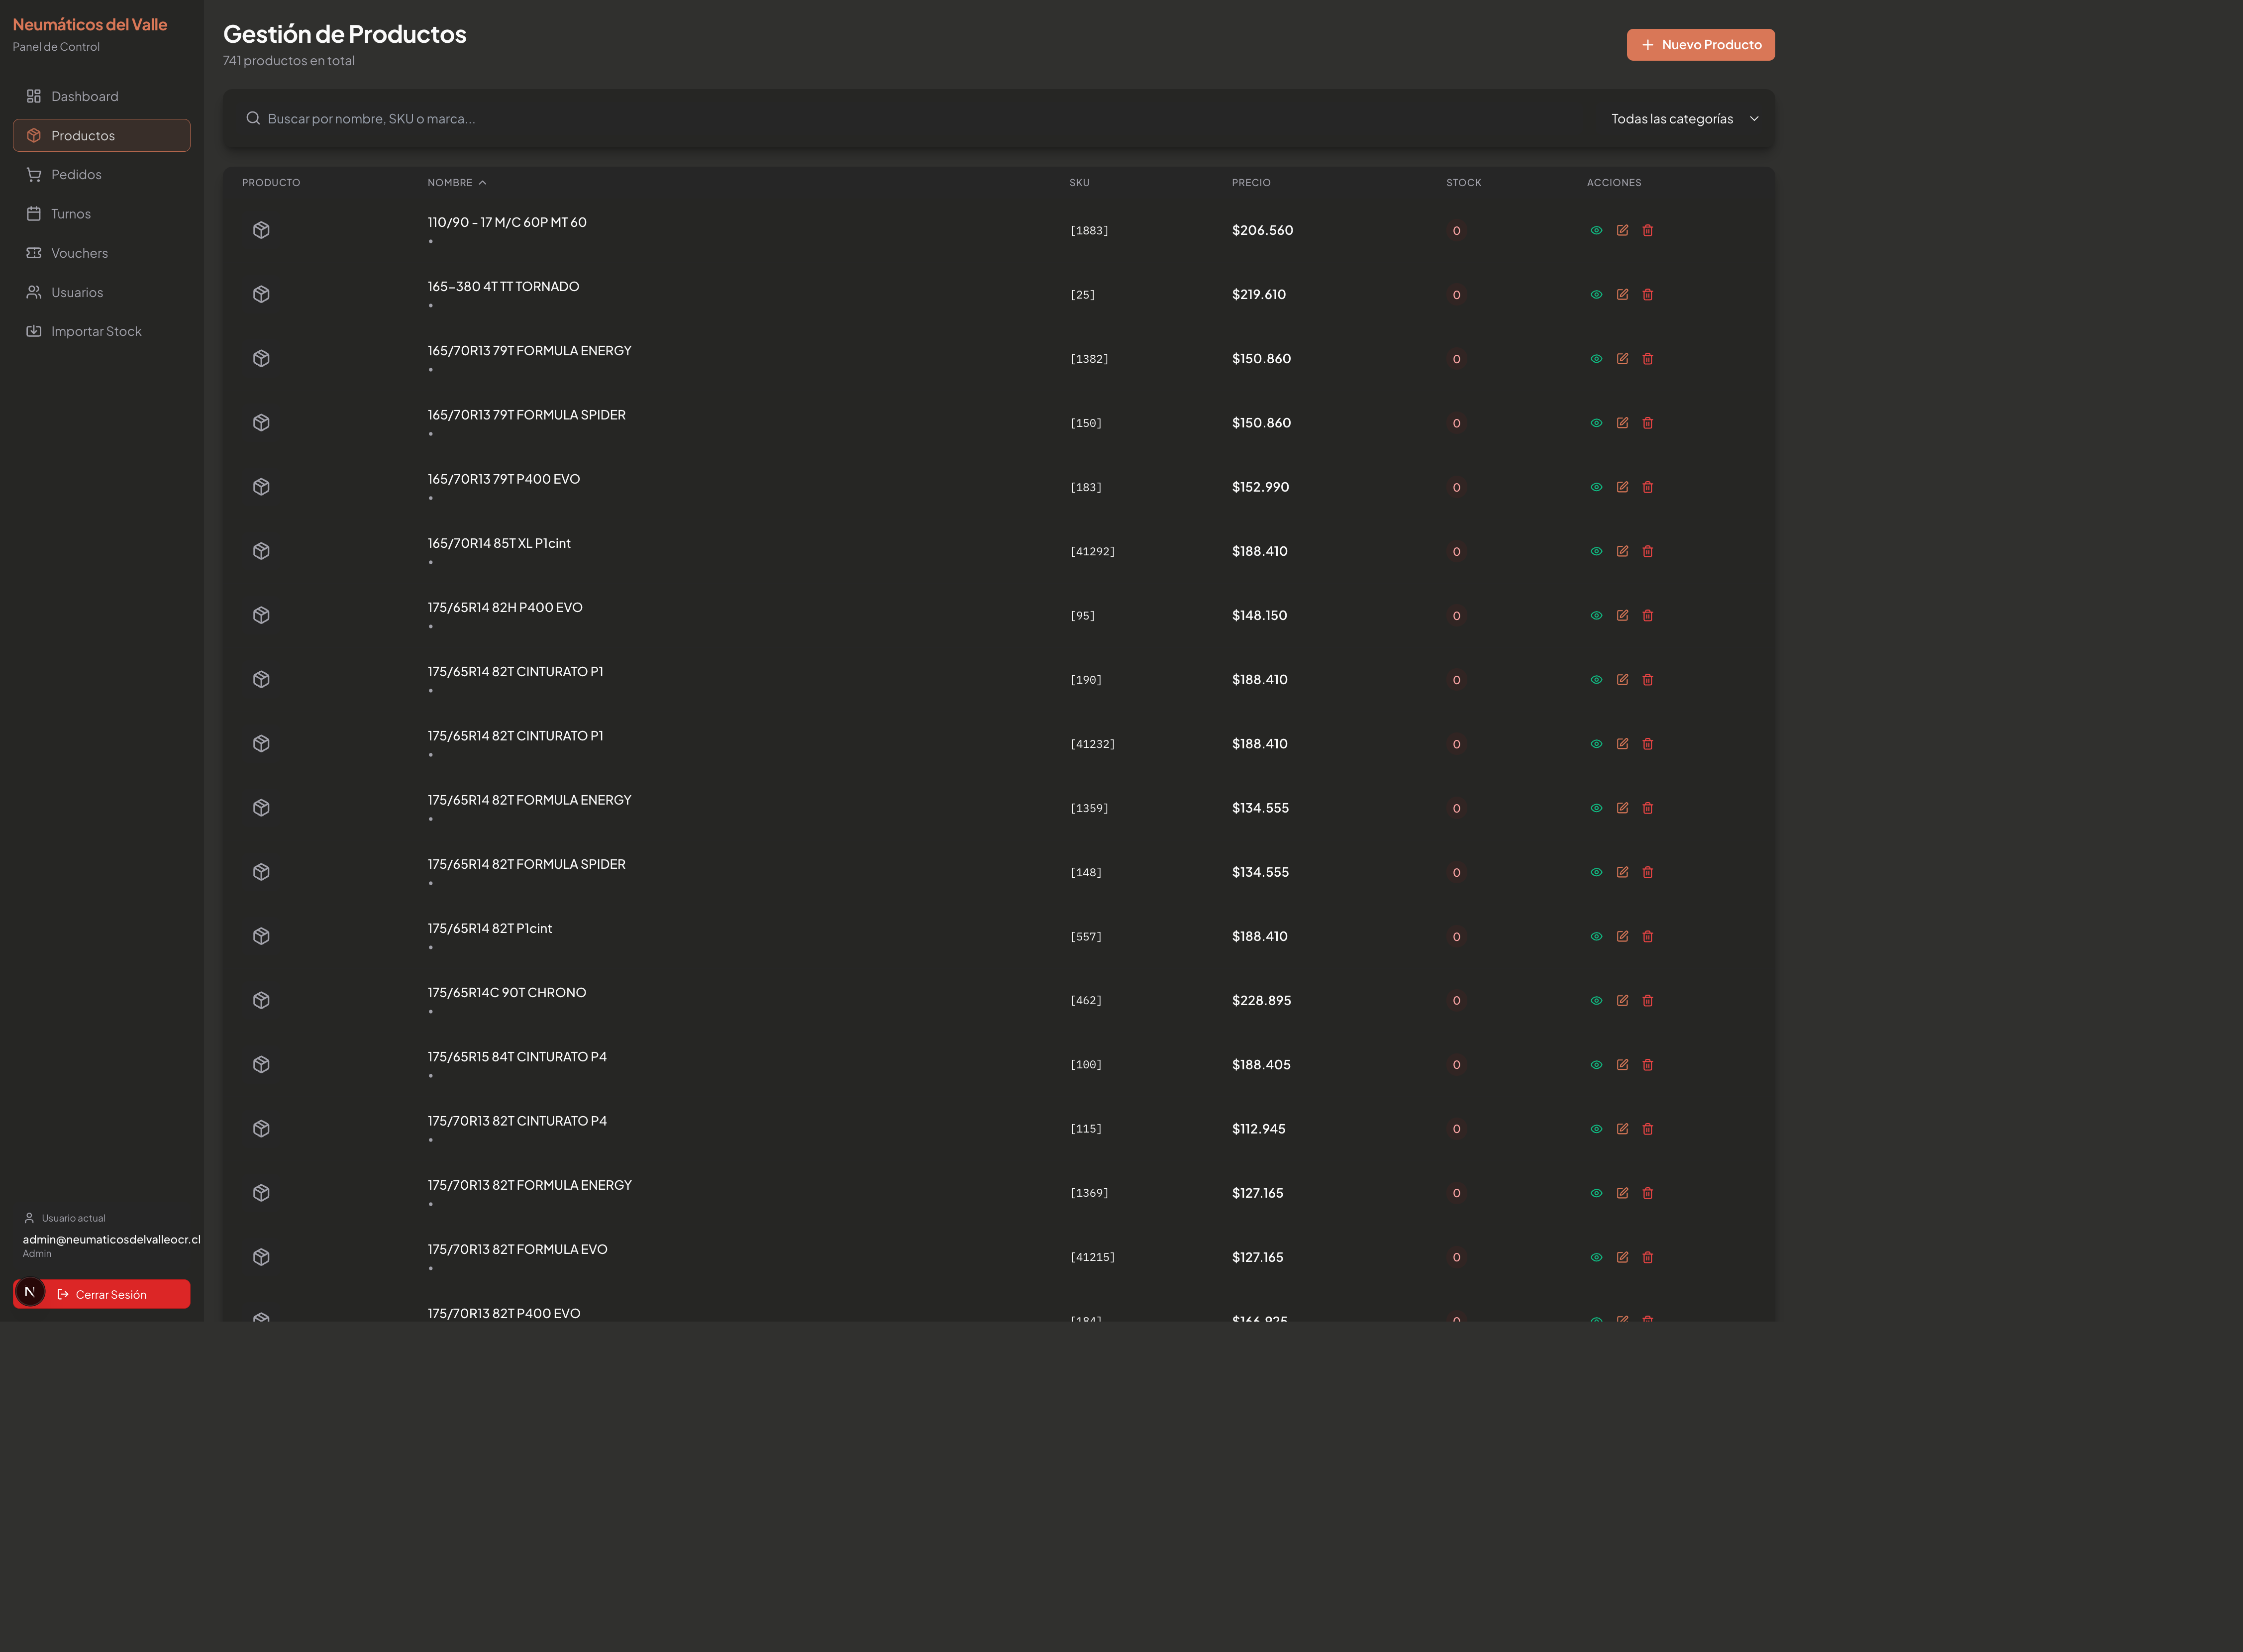 Neumáticos del Valle
Panel de Control
Dashboard
Productos
Pedidos
Turnos
Vouchers
Usuarios
Importar Stock
Usuario actual
admin@neumaticosdelvalleocr.cl
Admin
N
Cerrar Sesión
Gestión de Productos
741 productos en total
Nuevo Producto
Buscar por nombre, SKU o marca...
Todas las categorías
PRODUCTO NOMBRE SKU PRECIO STOCK ACCIONES
110/90 - 17 M/C 60P MT 60
•
[1883] $206.560 0
165-380 4T TT TORNADO
•
[25] $219.610 0
165/70R13 79T FORMULA ENERGY
•
[1382] $150.860 0
165/70R13 79T FORMULA SPIDER
•
[150] $150.860 0
165/70R13 79T P400 EVO
•
[183] $152.990 0
165/70R14 85T XL P1cint
•
[41292] $188.410 0
175/65R14 82H P400 EVO
•
[95] $148.150 0
175/65R14 82T CINTURATO P1
•
[190] $188.410 0
175/65R14 82T CINTURATO P1
•
[41232] $188.410 0
175/65R14 82T FORMULA ENERGY
•
[1359] $134.555 0
175/65R14 82T FORMULA SPIDER
•
[148] $134.555 0
175/65R14 82T P1cint
•
[557] $188.410 0
175/65R14C 90T CHRONO
•
[462] $228.895 0
175/65R15 84T CINTURATO P4
•
[100] $188.405 0
175/70R13 82T CINTURATO P4
•
[115] $112.945 0
175/70R13 82T FORMULA ENERGY
•
[1369] $127.165 0
175/70R13 82T FORMULA EVO
•
[41215] $127.165 0
175/70R13 82T P400 EVO
[184] $166.925 0